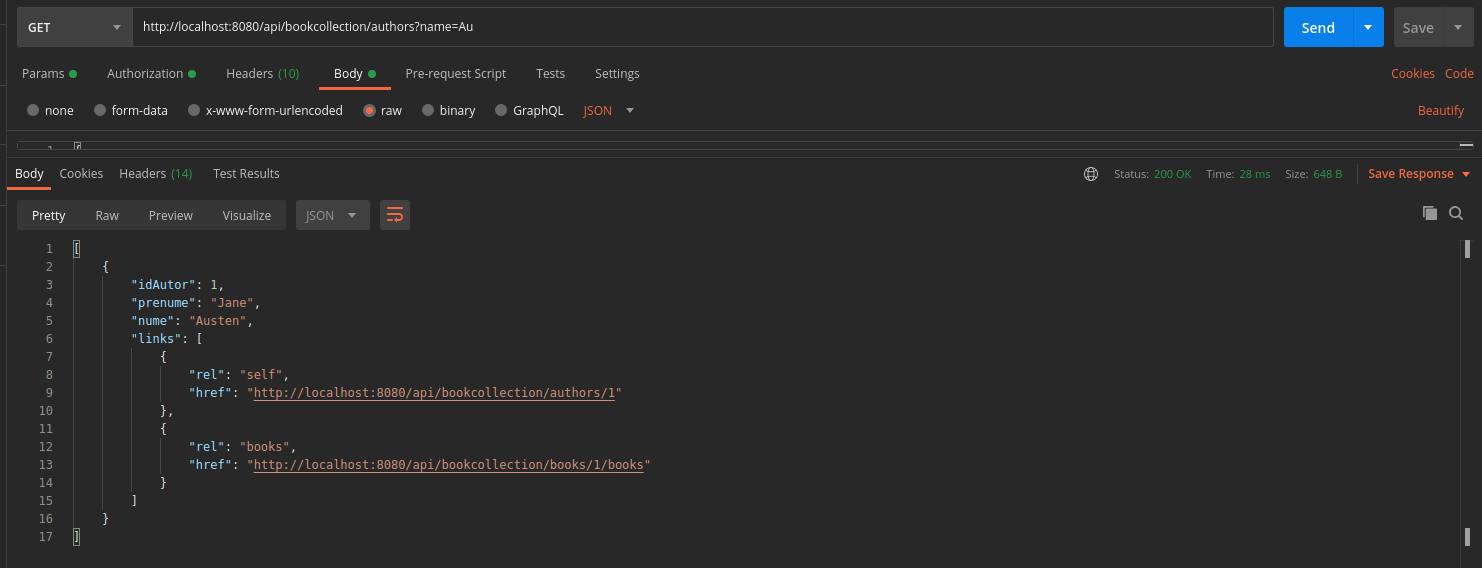 GET http://localhost:8080/api/bookcollection/authors?name=Au Send Save
Params Authorization Headers (10) Body Pre-request Script Tests Settings Cookies Code
none form-data x-www-form-urlencoded raw binary GraphQL JSON Beautify
Body Cookies Headers (14) Test Results Status: 200 OK Time: 28 ms Size: 648 B Save Response
Pretty Raw Preview Visualize JSON
1 [
2 {
3 "idAutor": 1,
4 "prenume": "Jane",
5 "nume": "Austen",
6 "links": [
7 {
8 "rel": "self",
9 "href": "http://localhost:8080/api/bookcollection/authors/1"
10 },
11 {
12 "rel": "books",
13 "href": "http://localhost:8080/api/bookcollection/books/1/books"
14 }
15 ]
16 }
17 ]